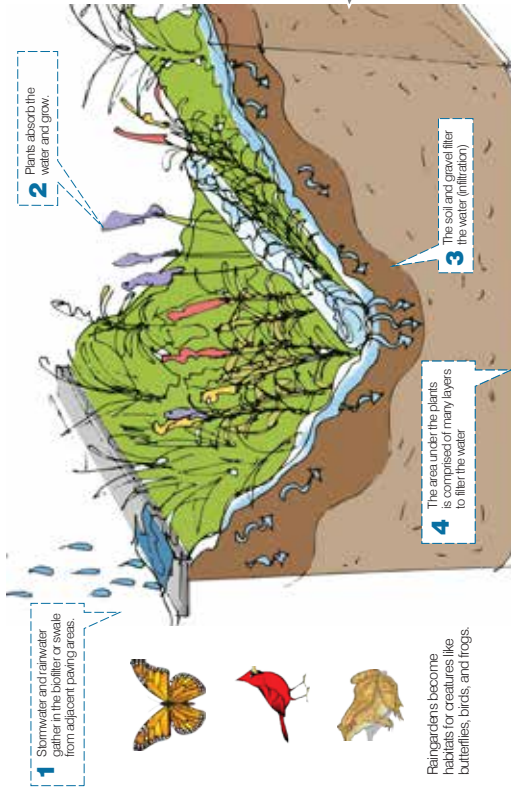 1 Stormwater and rainwater
gather in the biofilter or swale
from adjacent paving areas.
2 Plants absorb the
water and grow.
3 The soil and gravel filter
the water (infiltration)
4 The area under the plants
is comprised of many layers
to filter the water
Raingardens become
habitats for creatures like
butterflies, birds, and frogs.